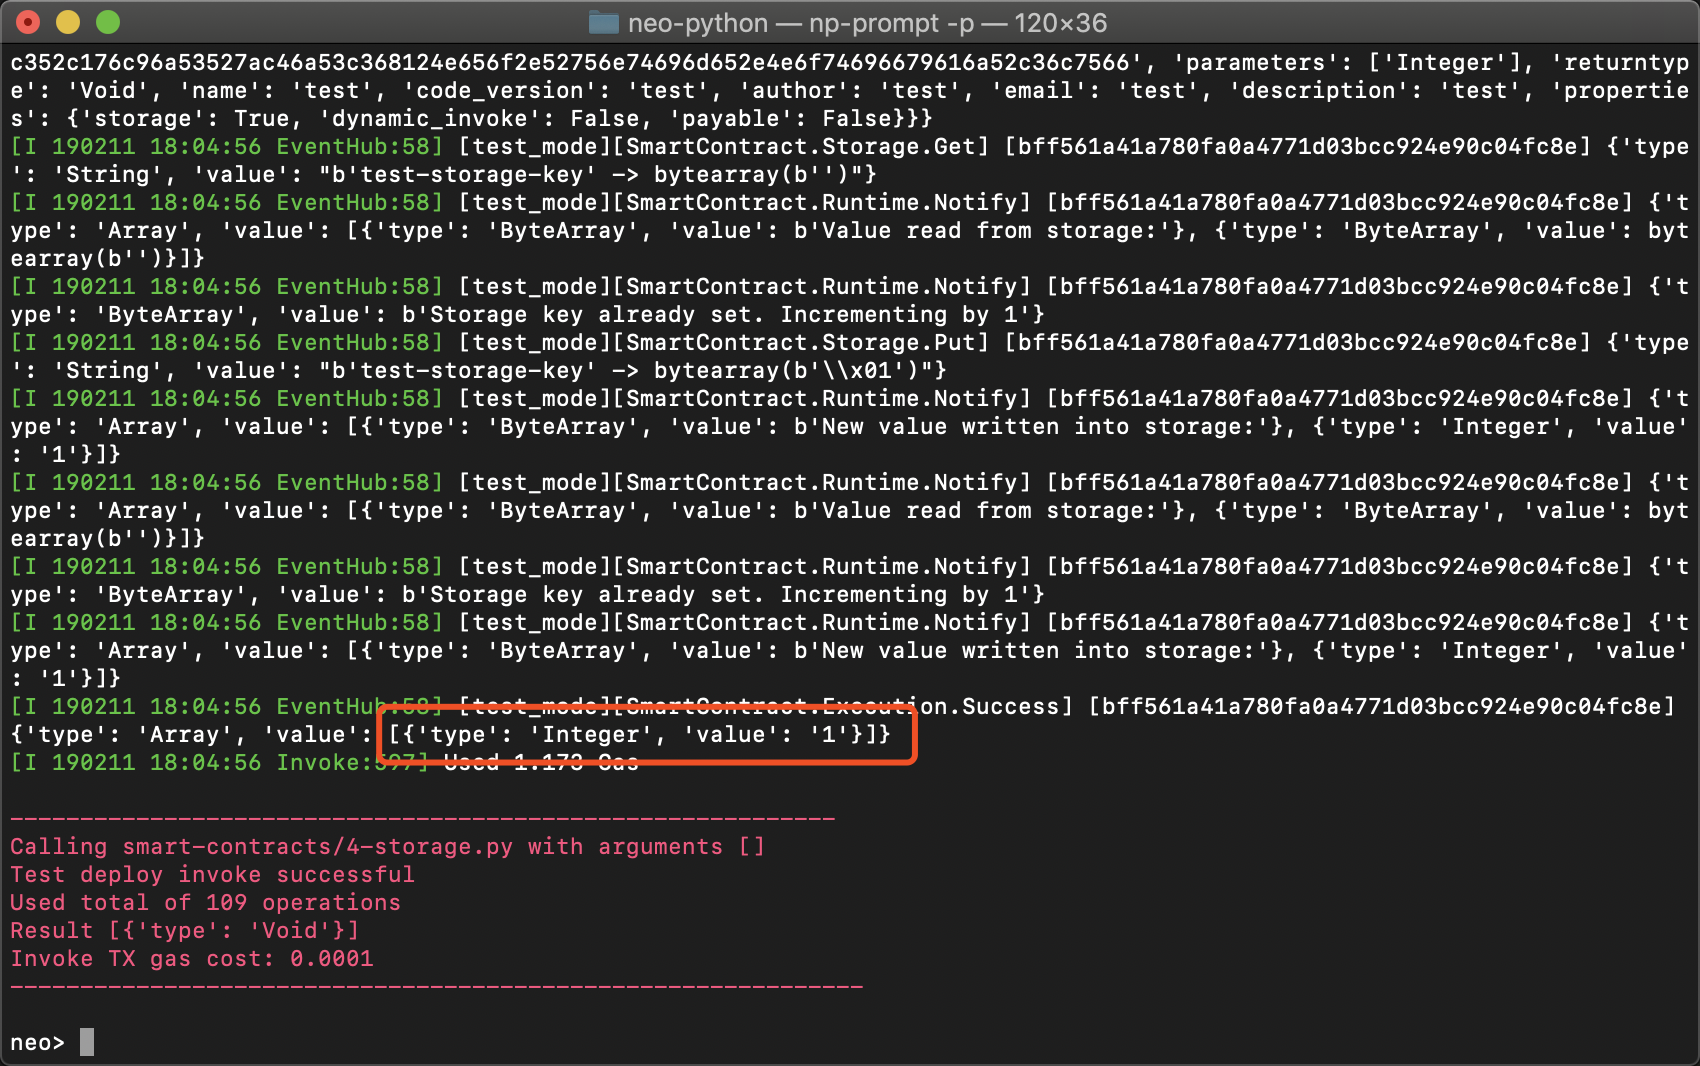 neo-python — np-prompt -p — 120×36
c352c176c96a53527ac46a53c368124e656f2e52756e74696d652e4e6f74696679616a52c36c7566', 'parameters': ['Integer'], 'returntyp
e': 'Void', 'name': 'test', 'code_version': 'test', 'author': 'test', 'email': 'test', 'description': 'test', 'propertie
s': {'storage': True, 'dynamic_invoke': False, 'payable': False}}}
[I 190211 18:04:56 EventHub:58] [test_mode][SmartContract.Storage.Get] [bff561a41a780fa0a4771d03bcc924e90c04fc8e] {'type
': 'String', 'value': "b'test-storage-key' -> bytearray(b'')"}
[I 190211 18:04:56 EventHub:58] [test_mode][SmartContract.Runtime.Notify] [bff561a41a780fa0a4771d03bcc924e90c04fc8e] {'t
ype': 'Array', 'value': [{'type': 'ByteArray', 'value': b'Value read from storage:'}, {'type': 'ByteArray', 'value': byt
earray(b'')}]}
[I 190211 18:04:56 EventHub:58] [test_mode][SmartContract.Runtime.Notify] [bff561a41a780fa0a4771d03bcc924e90c04fc8e] {'t
ype': 'ByteArray', 'value': b'Storage key already set. Incrementing by 1'}
[I 190211 18:04:56 EventHub:58] [test_mode][SmartContract.Storage.Put] [bff561a41a780fa0a4771d03bcc924e90c04fc8e] {'type
': 'String', 'value': "b'test-storage-key' -> bytearray(b'\\x01')"}
[I 190211 18:04:56 EventHub:58] [test_mode][SmartContract.Runtime.Notify] [bff561a41a780fa0a4771d03bcc924e90c04fc8e] {'t
ype': 'Array', 'value': [{'type': 'ByteArray', 'value': b'New value written into storage:'}, {'type': 'Integer', 'value'
: '1'}]}
[I 190211 18:04:56 EventHub:58] [test_mode][SmartContract.Runtime.Notify] [bff561a41a780fa0a4771d03bcc924e90c04fc8e] {'t
ype': 'Array', 'value': [{'type': 'ByteArray', 'value': b'Value read from storage:'}, {'type': 'ByteArray', 'value': byt
earray(b'')}]}
[I 190211 18:04:56 EventHub:58] [test_mode][SmartContract.Runtime.Notify] [bff561a41a780fa0a4771d03bcc924e90c04fc8e] {'t
ype': 'ByteArray', 'value': b'Storage key already set. Incrementing by 1'}
[I 190211 18:04:56 EventHub:58] [test_mode][SmartContract.Runtime.Notify] [bff561a41a780fa0a4771d03bcc924e90c04fc8e] {'t
ype': 'Array', 'value': [{'type': 'ByteArray', 'value': b'New value written into storage:'}, {'type': 'Integer', 'value'
: '1'}]}
[I 190211 18:04:56 EventHub:58] [test_mode][SmartContract.Execution.Success] [bff561a41a780fa0a4771d03bcc924e90c04fc8e]
{'type': 'Array', 'value': [{'type': 'Integer', 'value': '1'}]}
[I 190211 18:04:56 Invoke:597] Used 1.173 Gas
-----------------------------------------------------------
Calling smart-contracts/4-storage.py with arguments []
Test deploy invoke successful
Used total of 109 operations
Result [{'type': 'Void'}]
Invoke TX gas cost: 0.0001
-------------------------------------------------------------
neo>